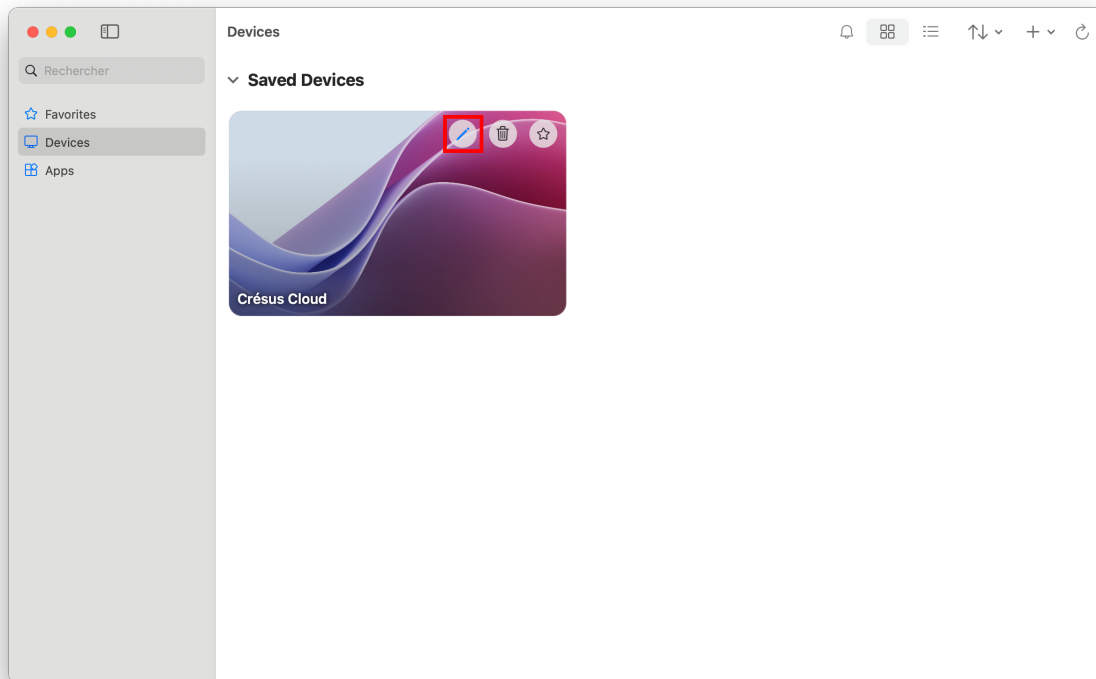 Devices
Rechercher
Saved Devices
Favorites
Devices
Apps
Crésus Cloud